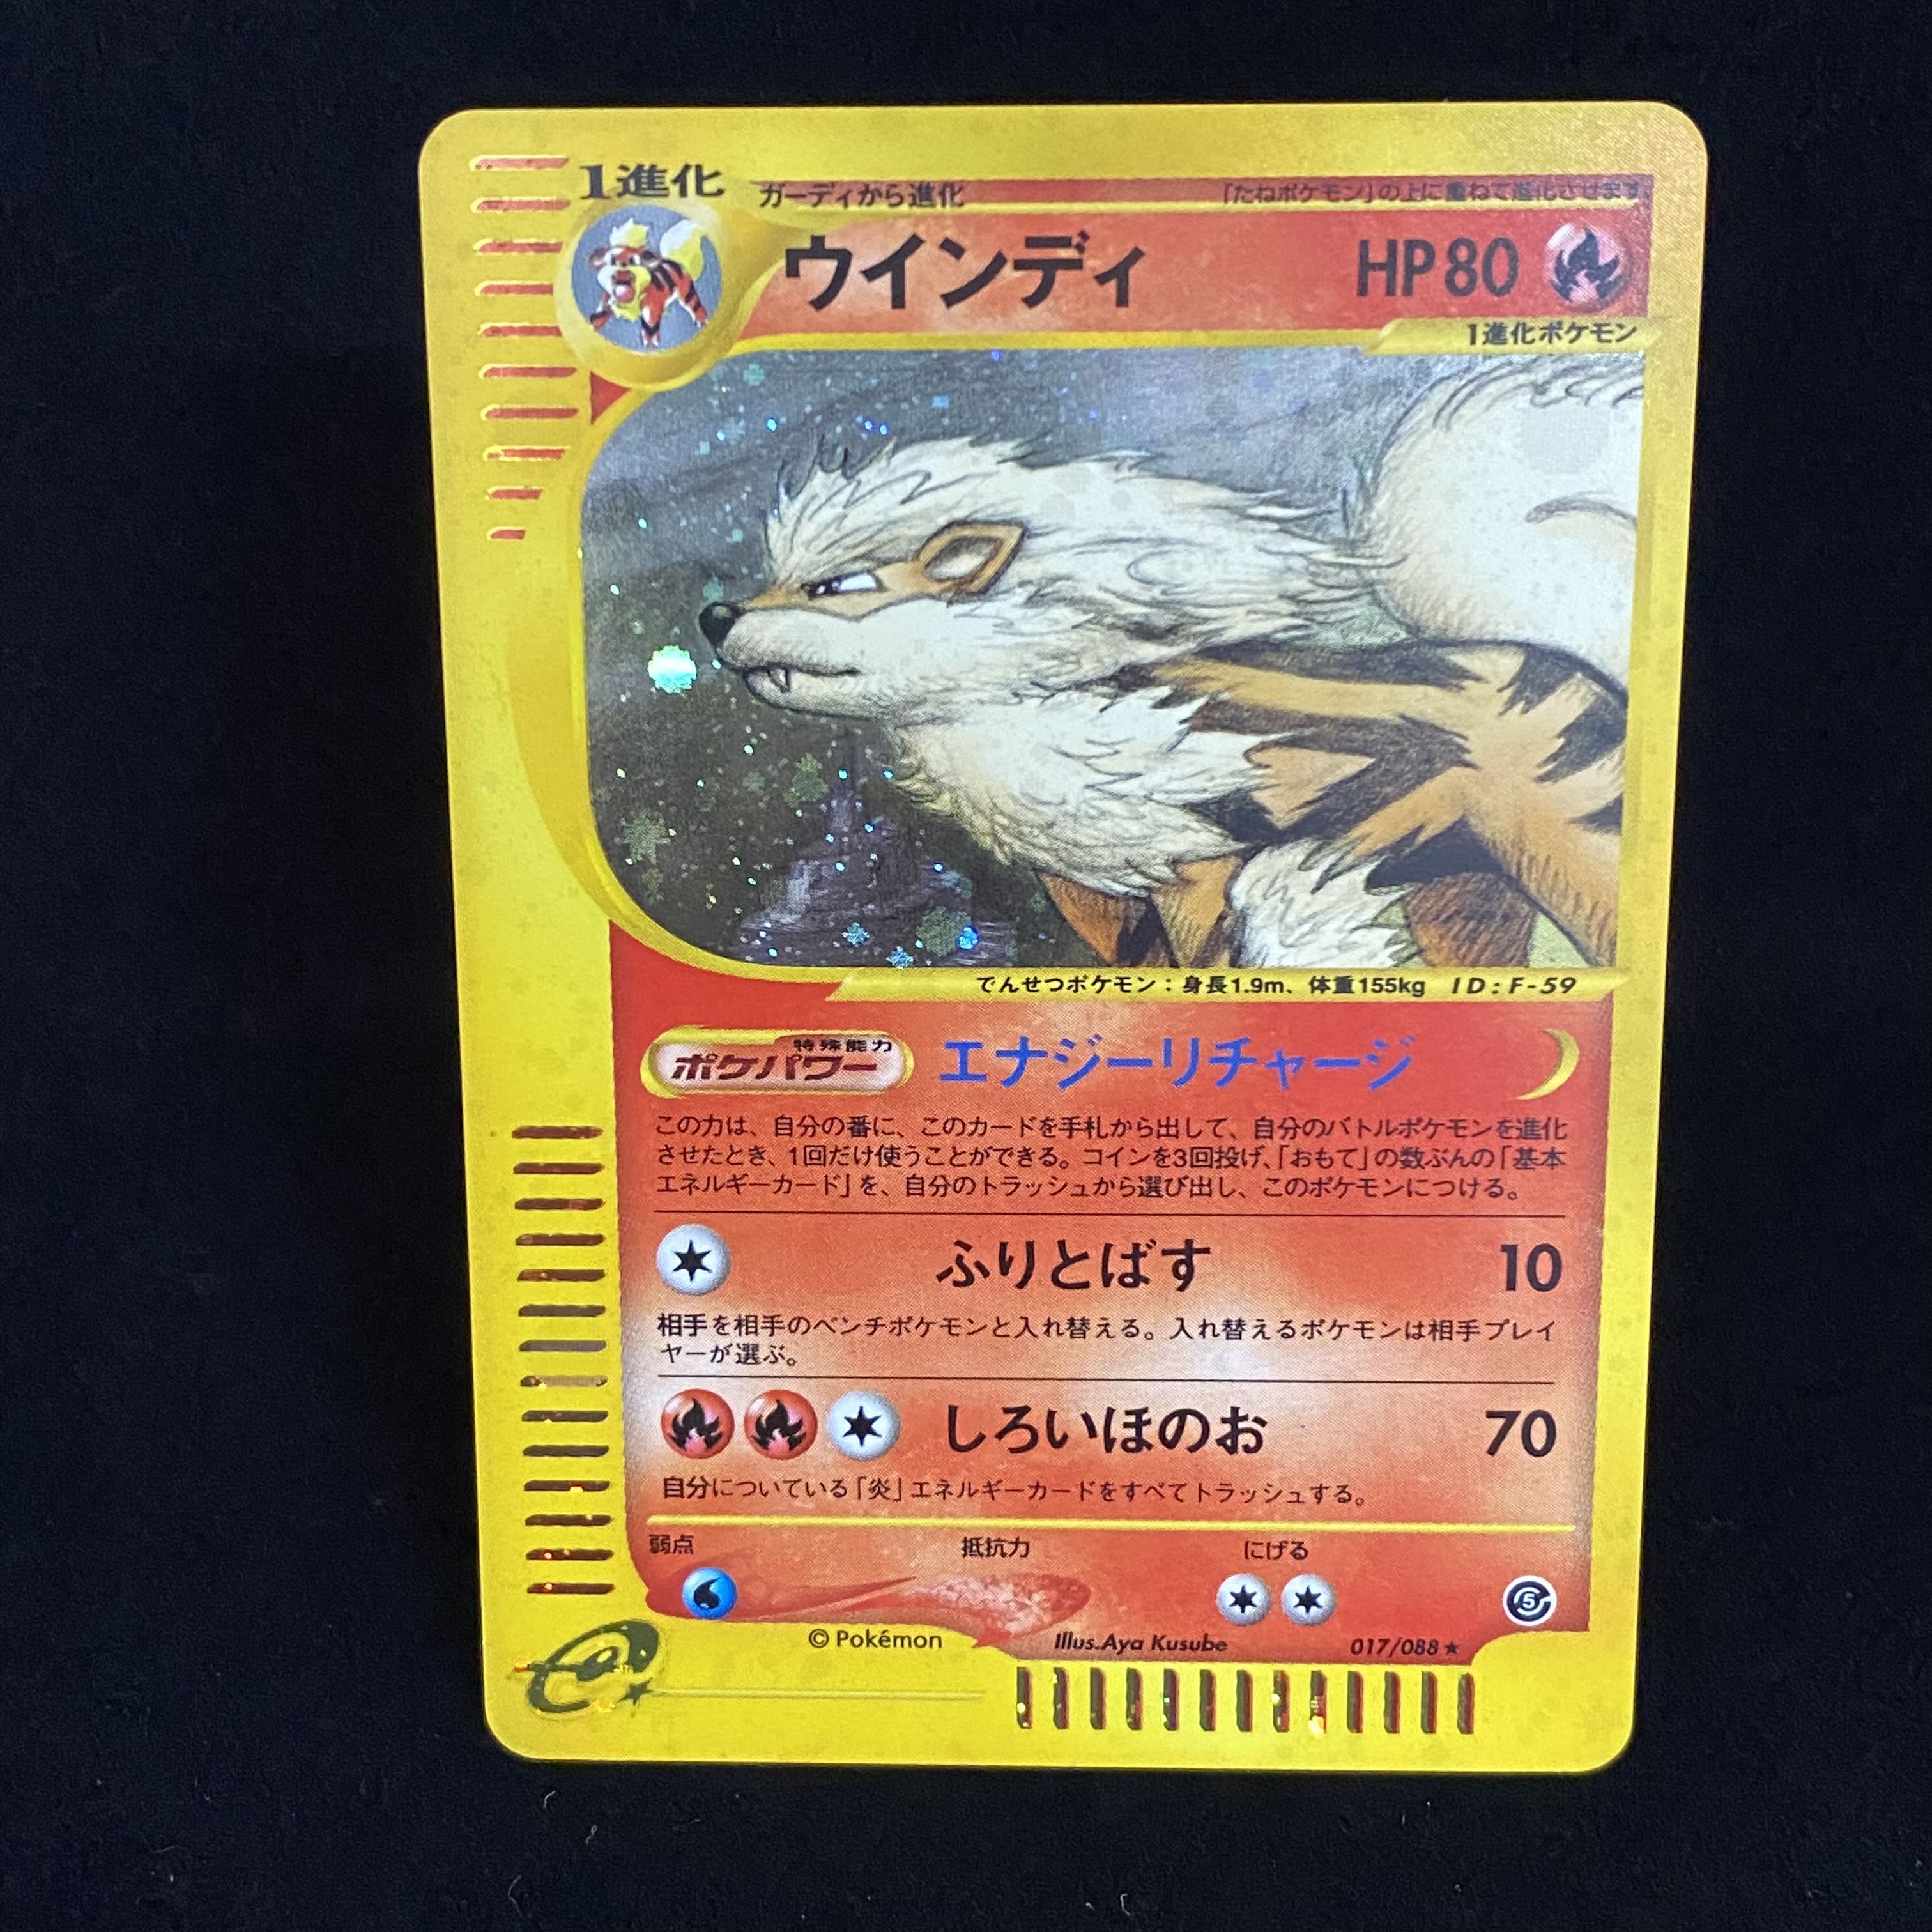 1進化
ガーディから進化
「たねポケモン」の上に重ねて進化させます。
ウインディ HP80
1進化ポケモン
でんせつポケモン：身長1.9m、体重155kg ID:F-59
特殊能力
ポケパワー エナジーリチャージ
この力は、自分の番に、このカードを手札から出して、自分のバトルポケモンを進化
させたとき、1回だけ使うことができる。コインを3回投げ、「おもて」の数ぶんの「基本
エネルギーカード」を、自分のトラッシュから選び出し、このポケモンにつける。
ふりとばす 10
相手を相手のベンチポケモンと入れ替える。入れ替えるポケモンは相手プレイ
ヤーが選ぶ。
しろいほのお 70
自分についている「炎」エネルギーカードをすべてトラッシュする。
弱点 抵抗力 にげる
5
© Pokémon Illus.Aya Kusube 017/088★
e